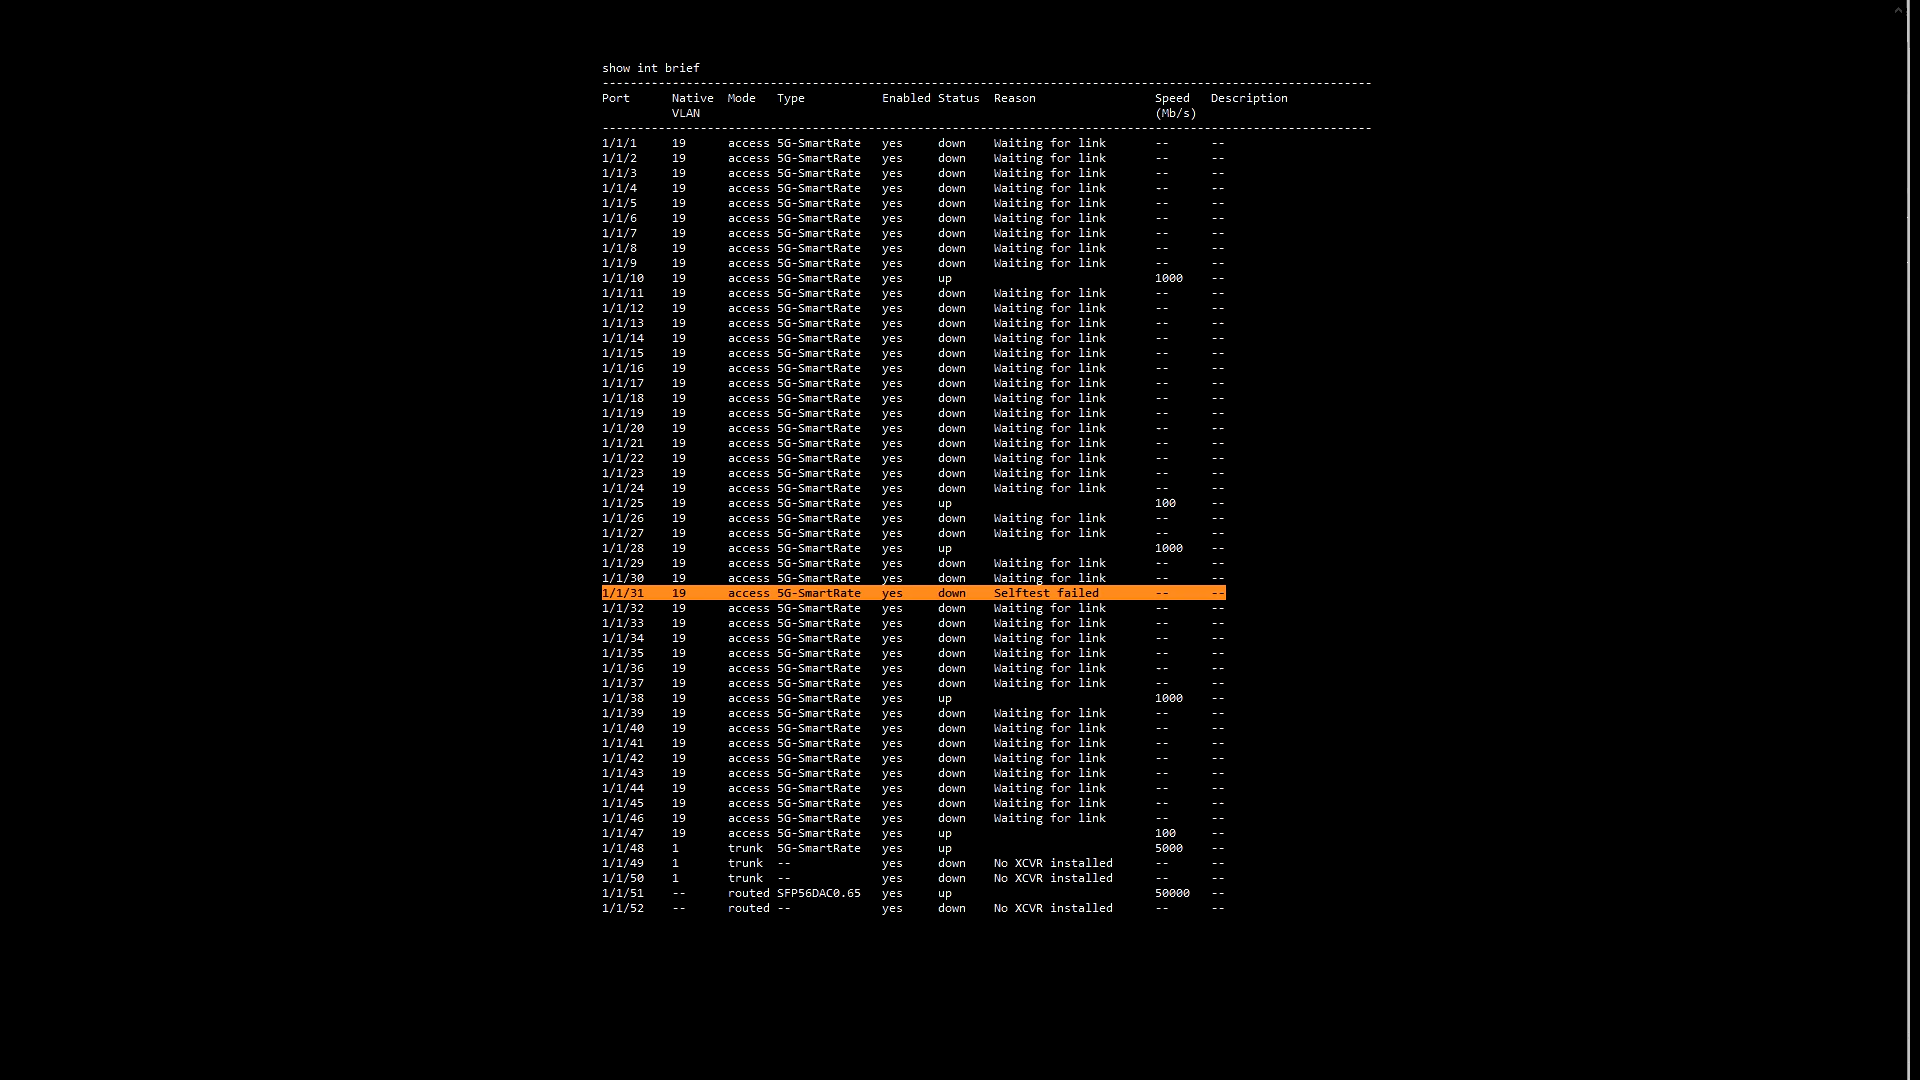 show int brief
--------------------------------------------------------------------------------------------------------------
Port      Native  Mode   Type           Enabled Status  Reason                 Speed   Description
          VLAN                                                                 (Mb/s)
--------------------------------------------------------------------------------------------------------------
1/1/1     19      access 5G-SmartRate   yes     down    Waiting for link       --      --
1/1/2     19      access 5G-SmartRate   yes     down    Waiting for link       --      --
1/1/3     19      access 5G-SmartRate   yes     down    Waiting for link       --      --
1/1/4     19      access 5G-SmartRate   yes     down    Waiting for link       --      --
1/1/5     19      access 5G-SmartRate   yes     down    Waiting for link       --      --
1/1/6     19      access 5G-SmartRate   yes     down    Waiting for link       --      --
1/1/7     19      access 5G-SmartRate   yes     down    Waiting for link       --      --
1/1/8     19      access 5G-SmartRate   yes     down    Waiting for link       --      --
1/1/9     19      access 5G-SmartRate   yes     down    Waiting for link       --      --
1/1/10    19      access 5G-SmartRate   yes     up                             1000    --
1/1/11    19      access 5G-SmartRate   yes     down    Waiting for link       --      --
1/1/12    19      access 5G-SmartRate   yes     down    Waiting for link       --      --
1/1/13    19      access 5G-SmartRate   yes     down    Waiting for link       --      --
1/1/14    19      access 5G-SmartRate   yes     down    Waiting for link       --      --
1/1/15    19      access 5G-SmartRate   yes     down    Waiting for link       --      --
1/1/16    19      access 5G-SmartRate   yes     down    Waiting for link       --      --
1/1/17    19      access 5G-SmartRate   yes     down    Waiting for link       --      --
1/1/18    19      access 5G-SmartRate   yes     down    Waiting for link       --      --
1/1/19    19      access 5G-SmartRate   yes     down    Waiting for link       --      --
1/1/20    19      access 5G-SmartRate   yes     down    Waiting for link       --      --
1/1/21    19      access 5G-SmartRate   yes     down    Waiting for link       --      --
1/1/22    19      access 5G-SmartRate   yes     down    Waiting for link       --      --
1/1/23    19      access 5G-SmartRate   yes     down    Waiting for link       --      --
1/1/24    19      access 5G-SmartRate   yes     down    Waiting for link       --      --
1/1/25    19      access 5G-SmartRate   yes     up                             100     --
1/1/26    19      access 5G-SmartRate   yes     down    Waiting for link       --      --
1/1/27    19      access 5G-SmartRate   yes     down    Waiting for link       --      --
1/1/28    19      access 5G-SmartRate   yes     up                             1000    --
1/1/29    19      access 5G-SmartRate   yes     down    Waiting for link       --      --
1/1/30    19      access 5G-SmartRate   yes     down    Waiting for link       --      --
1/1/31    19      access 5G-SmartRate   yes     down    Selftest failed        --      --
1/1/32    19      access 5G-SmartRate   yes     down    Waiting for link       --      --
1/1/33    19      access 5G-SmartRate   yes     down    Waiting for link       --      --
1/1/34    19      access 5G-SmartRate   yes     down    Waiting for link       --      --
1/1/35    19      access 5G-SmartRate   yes     down    Waiting for link       --      --
1/1/36    19      access 5G-SmartRate   yes     down    Waiting for link       --      --
1/1/37    19      access 5G-SmartRate   yes     down    Waiting for link       --      --
1/1/38    19      access 5G-SmartRate   yes     up                             1000    --
1/1/39    19      access 5G-SmartRate   yes     down    Waiting for link       --      --
1/1/40    19      access 5G-SmartRate   yes     down    Waiting for link       --      --
1/1/41    19      access 5G-SmartRate   yes     down    Waiting for link       --      --
1/1/42    19      access 5G-SmartRate   yes     down    Waiting for link       --      --
1/1/43    19      access 5G-SmartRate   yes     down    Waiting for link       --      --
1/1/44    19      access 5G-SmartRate   yes     down    Waiting for link       --      --
1/1/45    19      access 5G-SmartRate   yes     down    Waiting for link       --      --
1/1/46    19      access 5G-SmartRate   yes     down    Waiting for link       --      --
1/1/47    19      access 5G-SmartRate   yes     up                             100     --
1/1/48    1       trunk  5G-SmartRate   yes     up                             5000    --
1/1/49    1       trunk  --             yes     down    No XCVR installed      --      --
1/1/50    1       trunk  --             yes     down    No XCVR installed      --      --
1/1/51    --      routed SFP56DAC0.65   yes     up                             50000   --
1/1/52    --      routed --             yes     down    No XCVR installed      --      --